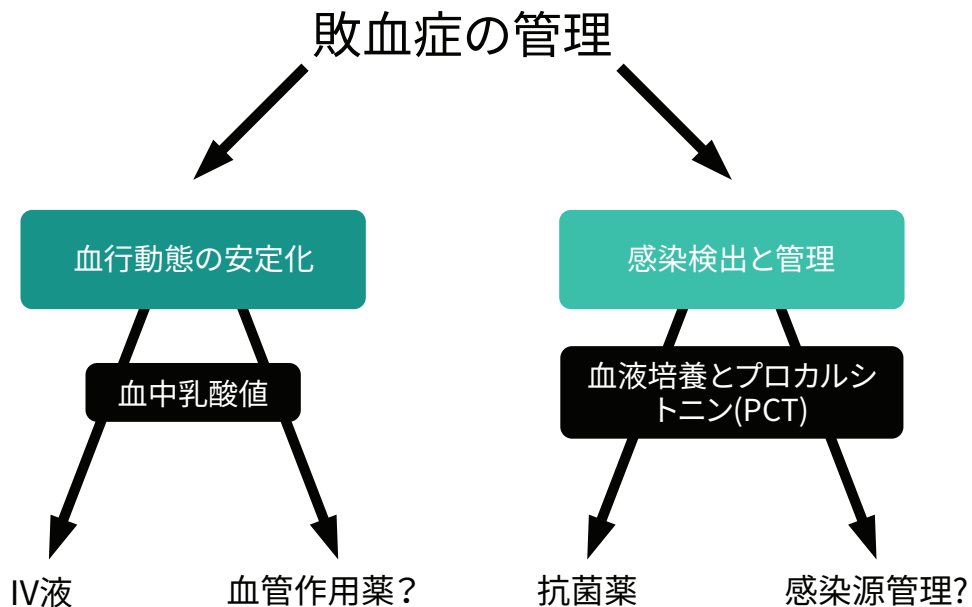 敗血症の管理
血行動態の安定化
感染検出と管理
血中乳酸値
血液培養とプロカルシ
トニン(PCT)
IV液
血管作用薬？
抗菌薬
感染源管理?